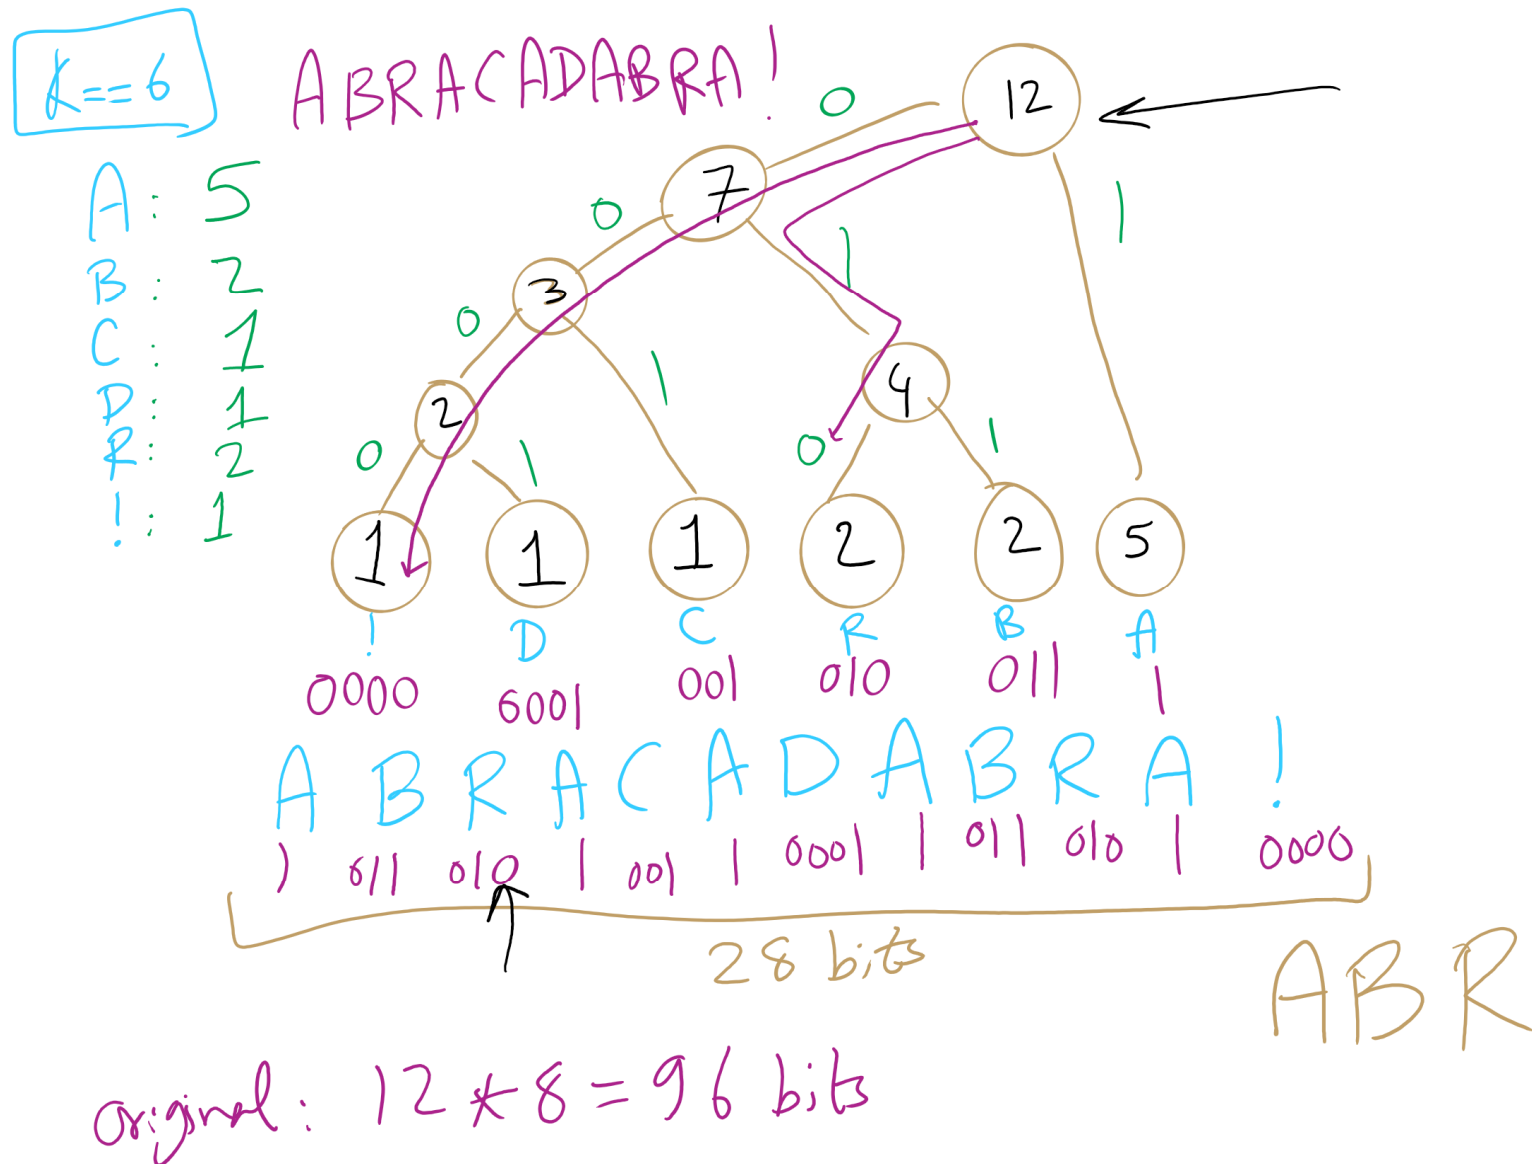 K==6
ABRACADABRA!
A: 5
B: 2
C: 1
D: 1
R: 2
!: 1
12
0 1
7
0 1
3
0 1
4
0 1
2
0 1
1 1 1 2 2 5
! D C R B A
0000 0001 001 010 011 1
A B R A C A D A B R A !
1 011 010 1 001 1 0001 1 011 010 1 0000
28 bits
ABR
original: 12 * 8 = 96 bits